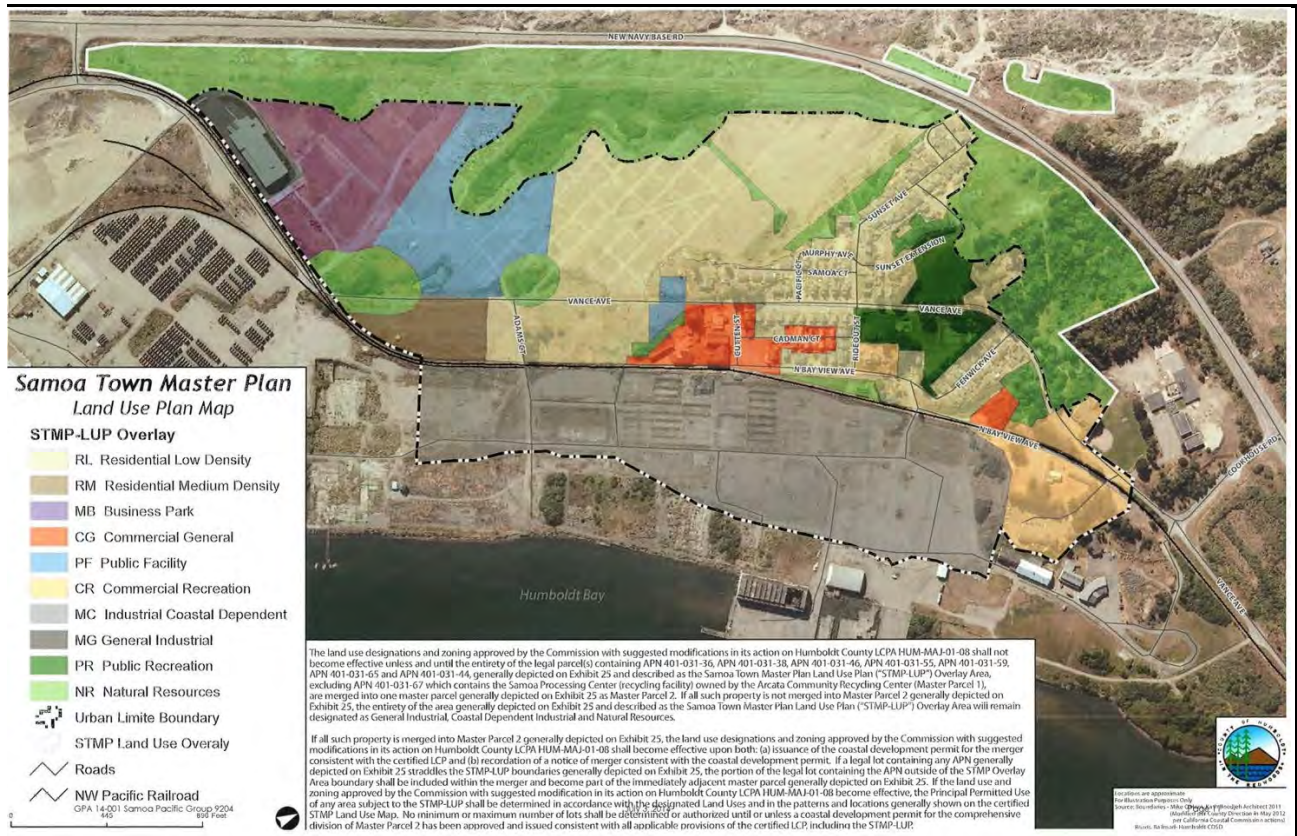 NEW NAVY BASE RD
SUNSET AVE
MURPHY AVE
SUNSET EXTENSION
PACIFIC CT
SAMOA CT
VANCE AVE
VANCE AVE
ADAMS CT
CADMAN CT
RIDEOUT ST
N BAY VIEW AVE
FENWICK AVE
N BAY VIEW AVE
COOKHOUSE RD
VANCE AVE
Humboldt Bay
Samoa Town Master Plan
Land Use Plan Map
STMP-LUP Overlay
RL Residential Low Density
RM Residential Medium Density
MB Business Park
CG Commercial General
PF Public Facility
CR Commercial Recreation
MC Industrial Coastal Dependent
MG General Industrial
PR Public Recreation
NR Natural Resources
Urban Limite Boundary
STMP Land Use Overaly
Roads
NW Pacific Railroad
GPA 14-001 Samoa Pacific Group 9204
0 445 890 Feet
The land use designations and zoning approved by the Commission with suggested modifications in its action on Humboldt County LCPA HUM-MAJ-01-08 shall not
become effective unless and until the entirety of the legal parcel(s) containing APN 401-031-36, APN 401-031-38, APN 401-031-46, APN 401-031-55, APN 401-031-59,
APN 401-031-65 and APN 401-031-44, generally depicted on Exhibit 25 and described as the Samoa Town Master Plan Land Use Plan ("STMP-LUP") Overlay Area,
excluding APN 401-031-67 which contains the Samoa Processing Center (recycling facility) owned by the Arcata Community Recycling Center (Master Parcel 1),
are merged into one master parcel generally depicted on Exhibit 25 as Master Parcel 2. If all such property is not merged into Master Parcel 2 generally depicted on
Exhibit 25, the entirety of the area generally depicted on Exhibit 25 and described as the Samoa Town Master Plan Land Use Plan ("STMP-LUP") Overlay Area will remain
designated as General Industrial, Coastal Dependent Industrial and Natural Resources.
If all such property is merged into Master Parcel 2 generally depicted on Exhibit 25, the land use designations and zoning approved by the Commission with suggested
modifications in its action on Humboldt County LCPA HUM-MAJ-01-08 shall become effective upon both: (a) issuance of the coastal development permit for the merger
consistent with the certified LCP and (b) recordation of a notice of merger consistent with the coastal development permit. If a legal lot containing any APN generally
depicted on Exhibit 25 straddles the STMP-LUP boundaries generally depicted on Exhibit 25, the portion of the legal lot containing the APN outside of the STMP Overlay
Area boundary shall be included within the merger and become part of the immediately adjacent master parcel generally depicted on Exhibit 25. If the land use and
zoning approved by the Commission with suggested modification in its action on Humboldt County LCPA HUM-MAJ-01-08 become effective, the Principal Permitted Use
of any area subject to the STMP-LUP shall be determined in accordance with the designated Land Uses and in the patterns and locations generally shown on the certified
STMP Land Use Map. No minimum or maximum number of lots shall be determined or authorized until or unless a coastal development permit for the comprehensive
division of Master Parcel 2 has been approved and issued consistent with all applicable provisions of the certified LCP, including the STMP-LUP.
COUNTY OF HUMBOLDT
Locations are approximate
For Illustration Purposes Only